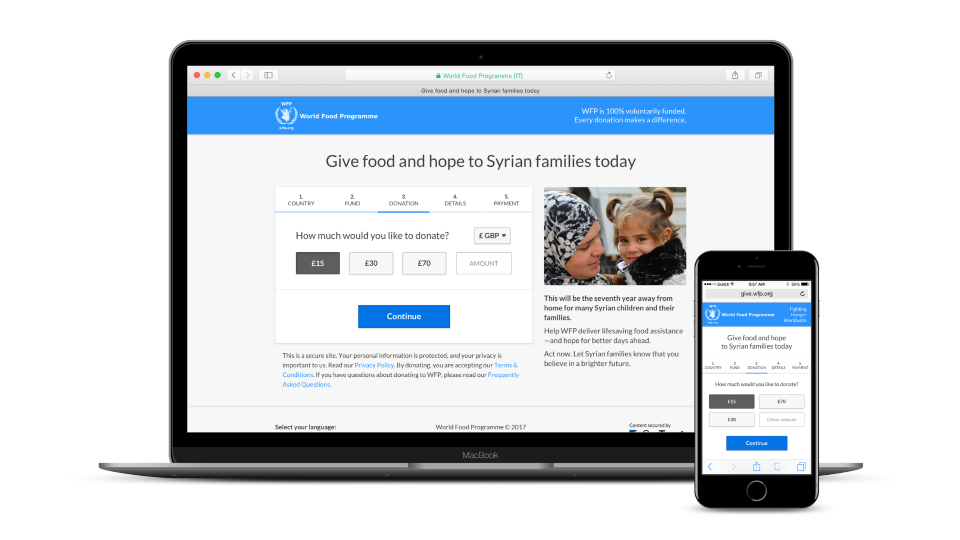 World Food Programme [IT]
Give food and hope to Syrian families today
WFP
World Food Programme
wfp.org
WFP is 100% voluntarily funded.
Every donation makes a difference.
Give food and hope to Syrian families today
1.
COUNTRY
2.
FUND
3.
DONATION
4.
DETAILS
5.
PAYMENT
How much would you like to donate?
£ GBP
£15
£30
£70
AMOUNT
Continue
This is a secure site. Your personal information is protected, and your privacy is
important to us. Read our Privacy Policy. By donating, you are accepting our Terms &
Conditions. If you have questions about donating to WFP, please read our Frequently
Asked Questions.
This will be the seventh year away from
home for many Syrian children and their
families.
Help WFP deliver lifesaving food assistance
—and hope for better days ahead.
Act now. Let Syrian families know that you
believe in a brighter future.
Select your language:
World Food Programme © 2017
Content secured by
MacBook
9:57 AM
88%
give.wfp.org
WFP
World Food Programme
Fighting
Hunger
Worldwide
Give food and hope
to Syrian families today
1.
COUNTRY
2.
FUND
3.
DONATION
4.
DETAILS
5.
PAYMENT
How much would you like to donate?
£15
£70
£30
Other amount
Continue